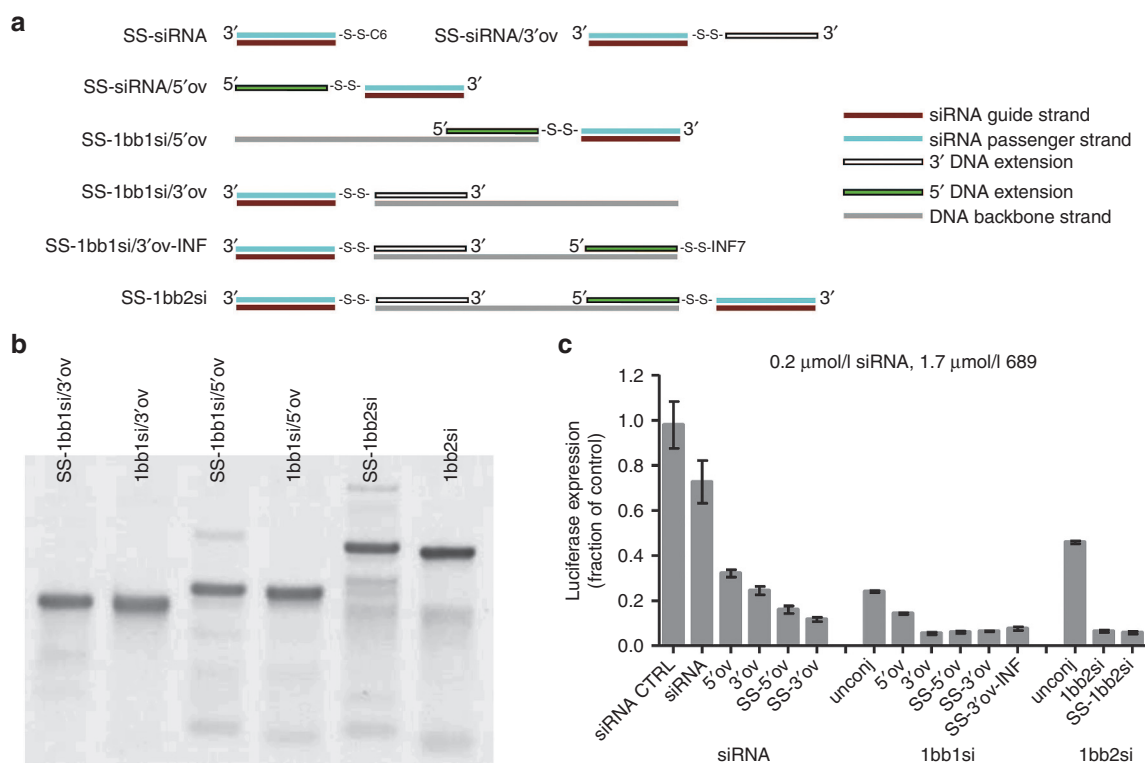 a
SS-siRNA 3′ -S-S-C6 SS-siRNA/3′ov 3′ -S-S- 3′
SS-siRNA/5′ov 5′ -S-S- 3′
SS-1bb1si/5′ov 5′ -S-S- 3′
SS-1bb1si/3′ov 3′ -S-S- 3′
SS-1bb1si/3′ov-INF 3′ -S-S- 3′ 5′ -S-S-INF7
SS-1bb2si 3′ -S-S- 3′ 5′ -S-S- 3′
siRNA guide strand
siRNA passenger strand
3′ DNA extension
5′ DNA extension
DNA backbone strand
b
SS-1bb1si/3′ov
1bb1si/3′ov
SS-1bb1si/5′ov
1bb1si/5′ov
SS-1bb2si
1bb2si
c
0.2 µmol/l siRNA, 1.7 µmol/l 689
Luciferase expression
(fraction of control)
1.2
1.0
0.8
0.6
0.4
0.2
0.0
siRNA CTRL
siRNA
5′ov
3′ov
SS-5′ov
SS-3′ov
unconj
5′ov
3′ov
SS-5′ov
SS-3′ov
SS-3′ov-INF
unconj
1bb2si
SS-1bb2si
siRNA 1bb1si 1bb2si